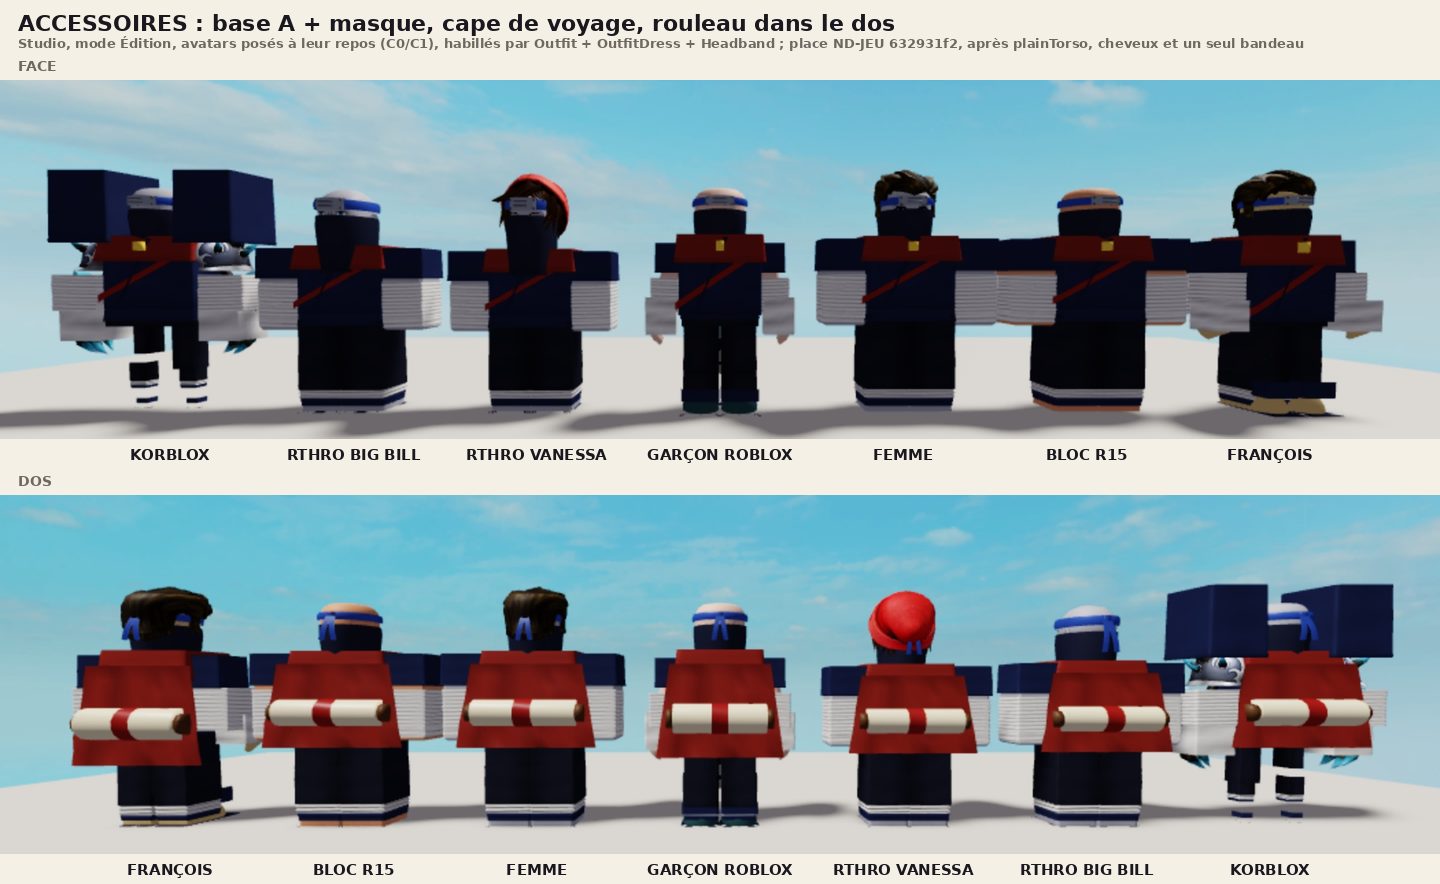 ACCESSOIRES : base A + masque, cape de voyage, rouleau dans le dos
Studio, mode Édition, avatars posés à leur repos (C0/C1), habillés par Outfit + OutfitDress + Headband ; place ND-JEU 632931f2, après plainTorso, cheveux et un seul bandeau
FACE
KORBLOX RTHRO BIG BILL RTHRO VANESSA GARÇON ROBLOX FEMME BLOC R15 FRANÇOIS
DOS
FRANÇOIS BLOC R15 FEMME GARÇON ROBLOX RTHRO VANESSA RTHRO BIG BILL KORBLOX